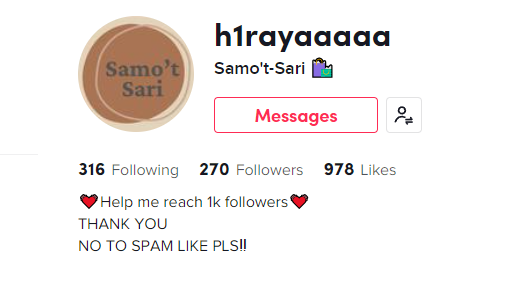 h1rayaaaaa
Samo't-Sari 🛍️
Samo't
Sari
Messages
316 Following 270 Followers 978 Likes
❤️Help me reach 1k followers❤️
THANK YOU
NO TO SPAM LIKE PLS‼️